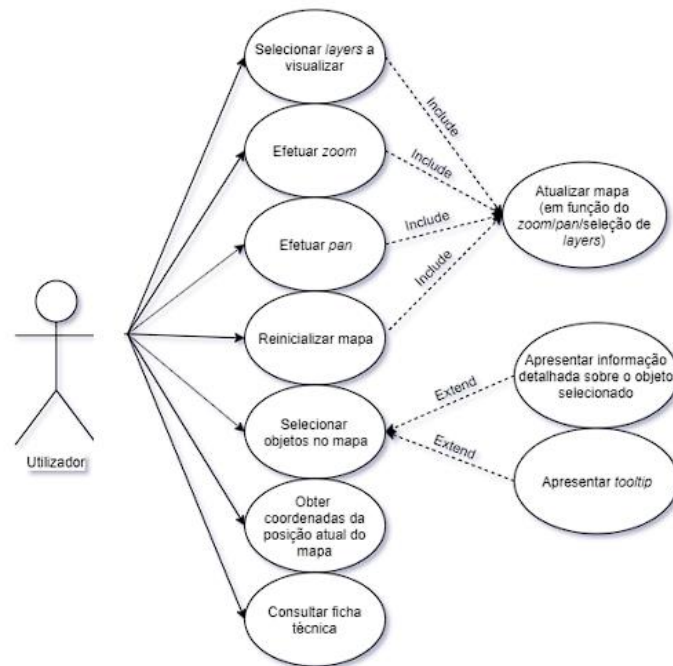 Selecionar layers a
visualizar
Include
Efetuar zoom
Include
Atualizar mapa
(em função do
zoom/pan/seleção de
layers)
Efetuar pan
Include
Include
Reinicializar mapa
Apresentar informação
detalhada sobre o objeto
selecionado
Extend
Selecionar
objetos no mapa
Extend
Utilizador
Apresentar tooltip
Obter
coordenadas da
posição atual do
mapa
Consultar ficha
técnica